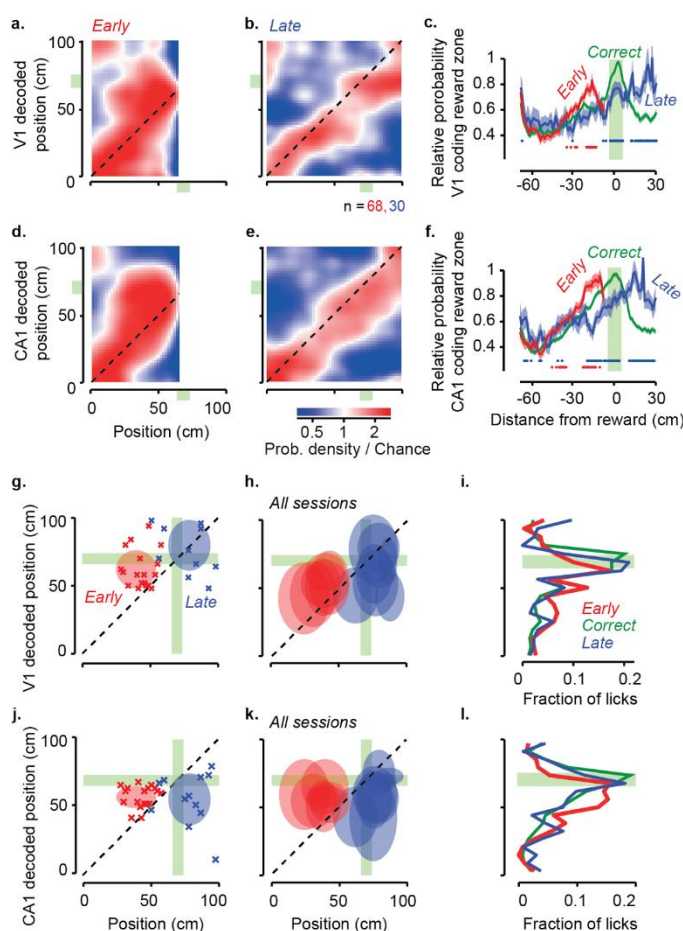 a. Early b. Late c.
V1 decoded
position (cm)
100
50
0
n = 68, 30
Relative porobability
V1 coding reward zone
1
0.8
0.6
0.4
Early
Correct
Late
-60 -30 0 30
d. e. f.
CA1 decoded
position (cm)
100
50
0
0 50 100
Position (cm)
0.5 1 2
Prob. density / Chance
Relative probability
CA1 coding reward zone
1
0.8
0.6
0.4
Early
Correct
Late
-60 -30 0 30
Distance from reward (cm)
g. h. All sessions i.
V1 decoded position (cm)
100
50
0
Early
Late
Early
Correct
Late
0 0.1 0.2
Fraction of licks
j. k. All sessions l.
CA1 decoded position (cm)
100
50
0
0 50 100
Position (cm)
0 0.1 0.2
Fraction of licks